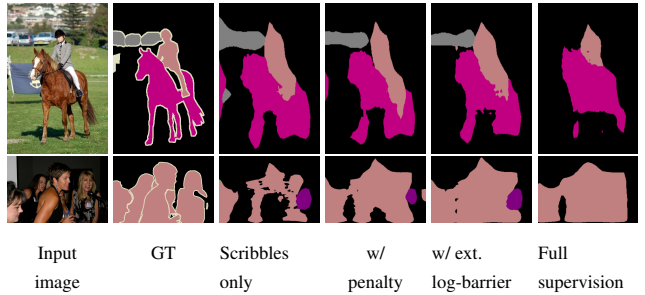 Input image
GT
Scribbles only
w/ penalty
w/ ext. log-barrier
Full supervision